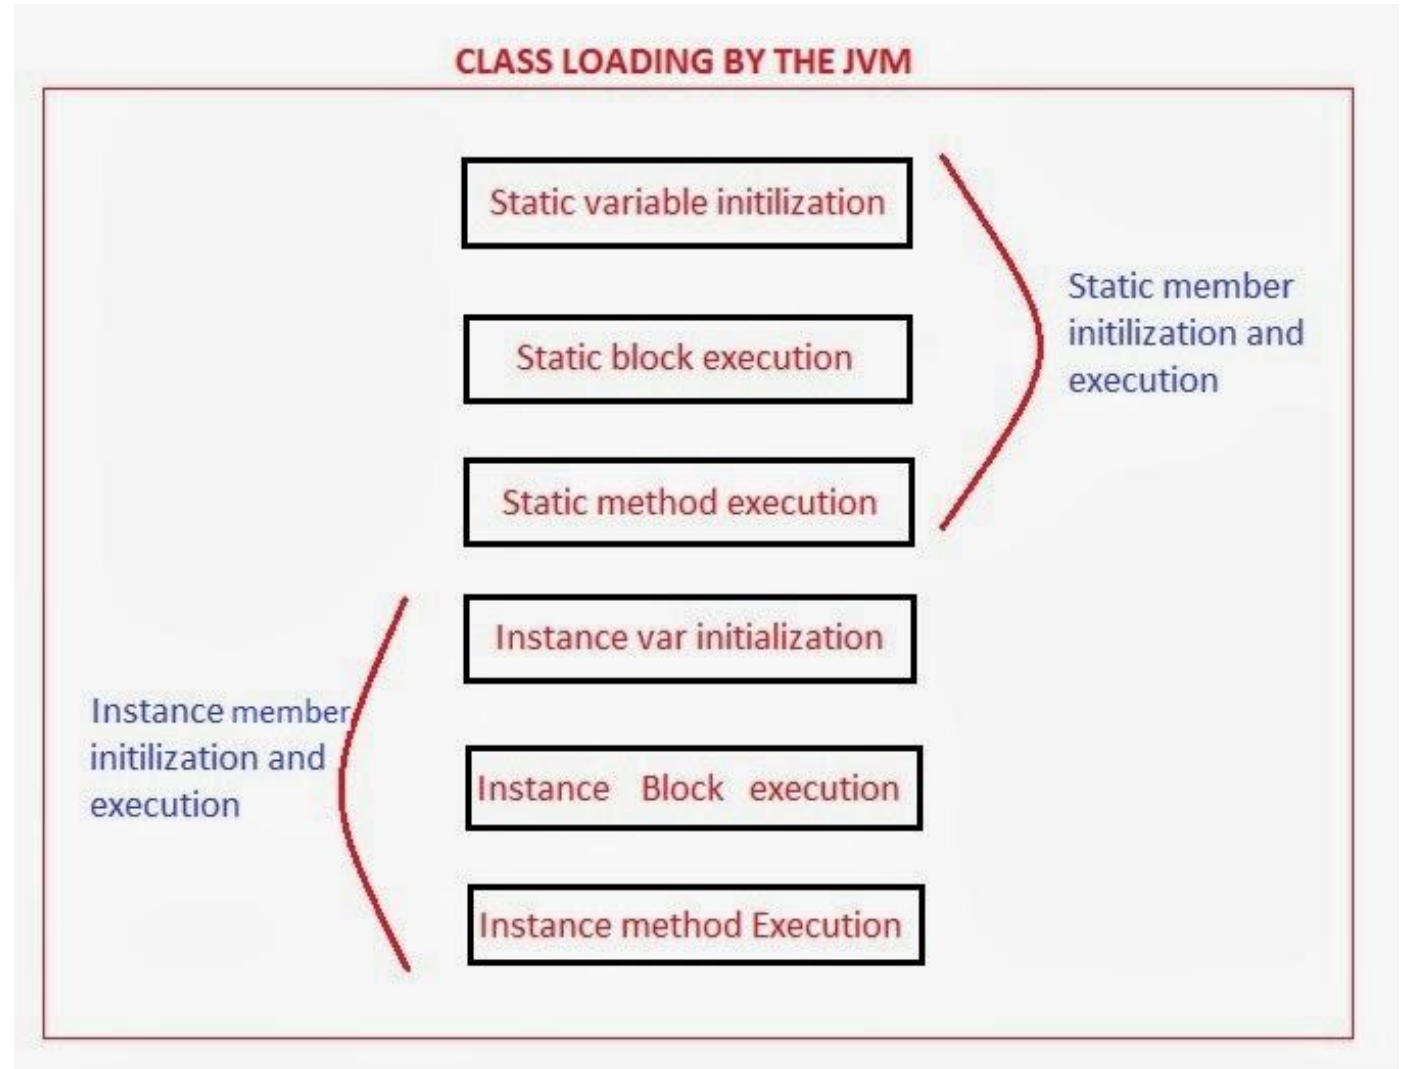 CLASS LOADING BY THE JVM
Static variable initilization
Static block execution
Static method execution
Static member
initilization and
execution
Instance var initialization
Instance Block execution
Instance method Execution
Instance member
initilization and
execution